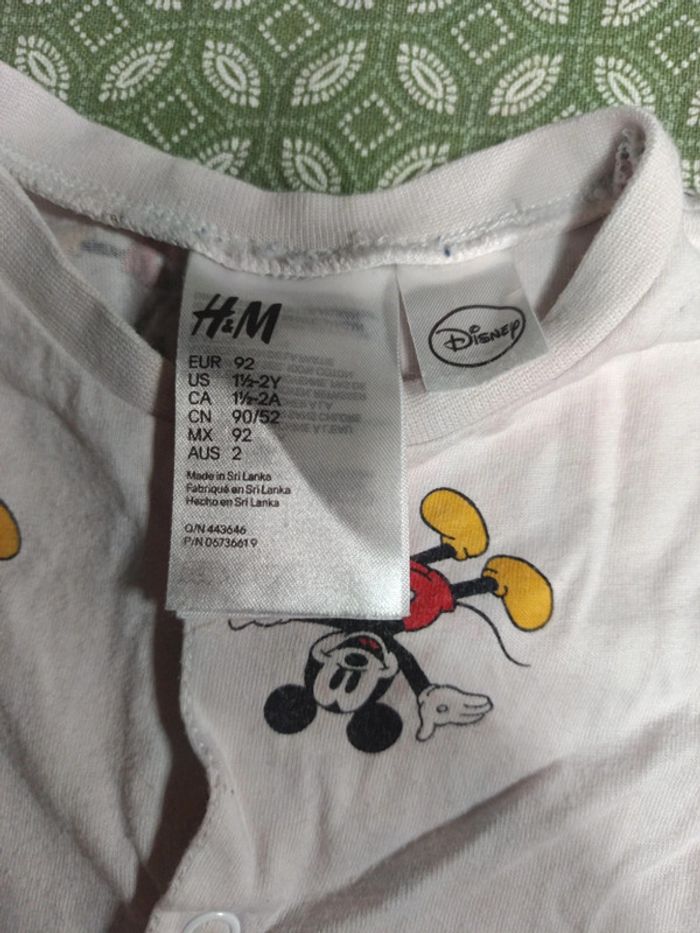 H&M
Disney
EUR 92
US 1½-2Y
CA 1½-2A
CN 90/52
MX 92
AUS 2
Made in Sri Lanka
Fabriqué en Sri Lanka
Hecho en Sri Lanka
O/N 443646
P/N 06736619